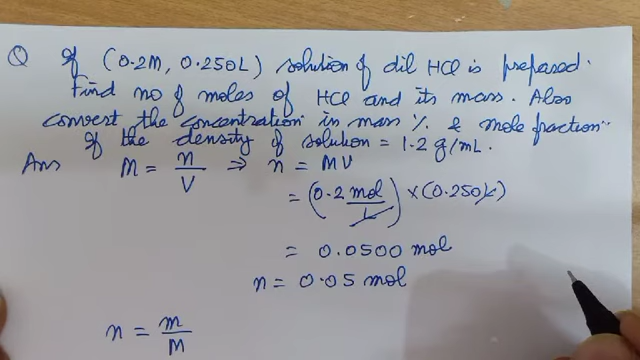 Q If (0.2M, 0.250L) solution of dil HCl is prepared.
Find no of moles of HCl and its mass. Also
convert the concentration in mass % & mole fraction
If the density of solution = 1.2 g/mL.
Ans M = n/V ⇒ n = MV
= (0.2 mol/L) × (0.250 L)
= 0.0500 mol
n = 0.05 mol
n = m/M